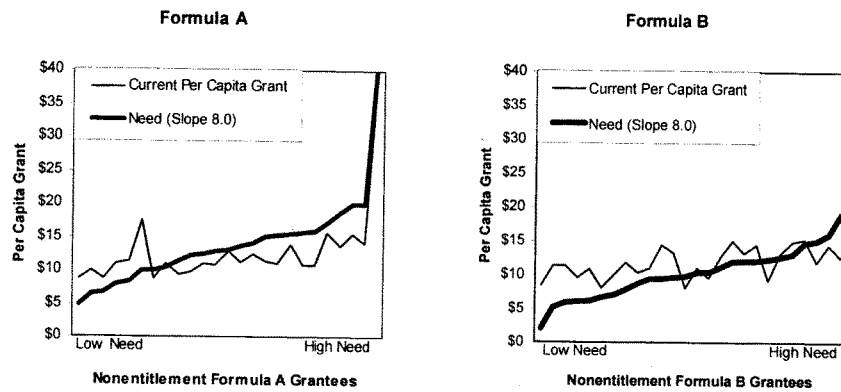 Formula A
$40
$35
$30
$25
$20
$15
$10
$5
$0
Per Capita Grant
Current Per Capita Grant
Need (Slope 8.0)
Low Need
High Need
Nonentitlement Formula A Grantees
Formula B
$40
$35
$30
$25
$20
$15
$10
$5
$0
Per Capita Grant
Current Per Capita Grant
Need (Slope 8.0)
Low Need
High Need
Nonentitlement Formula B Grantees